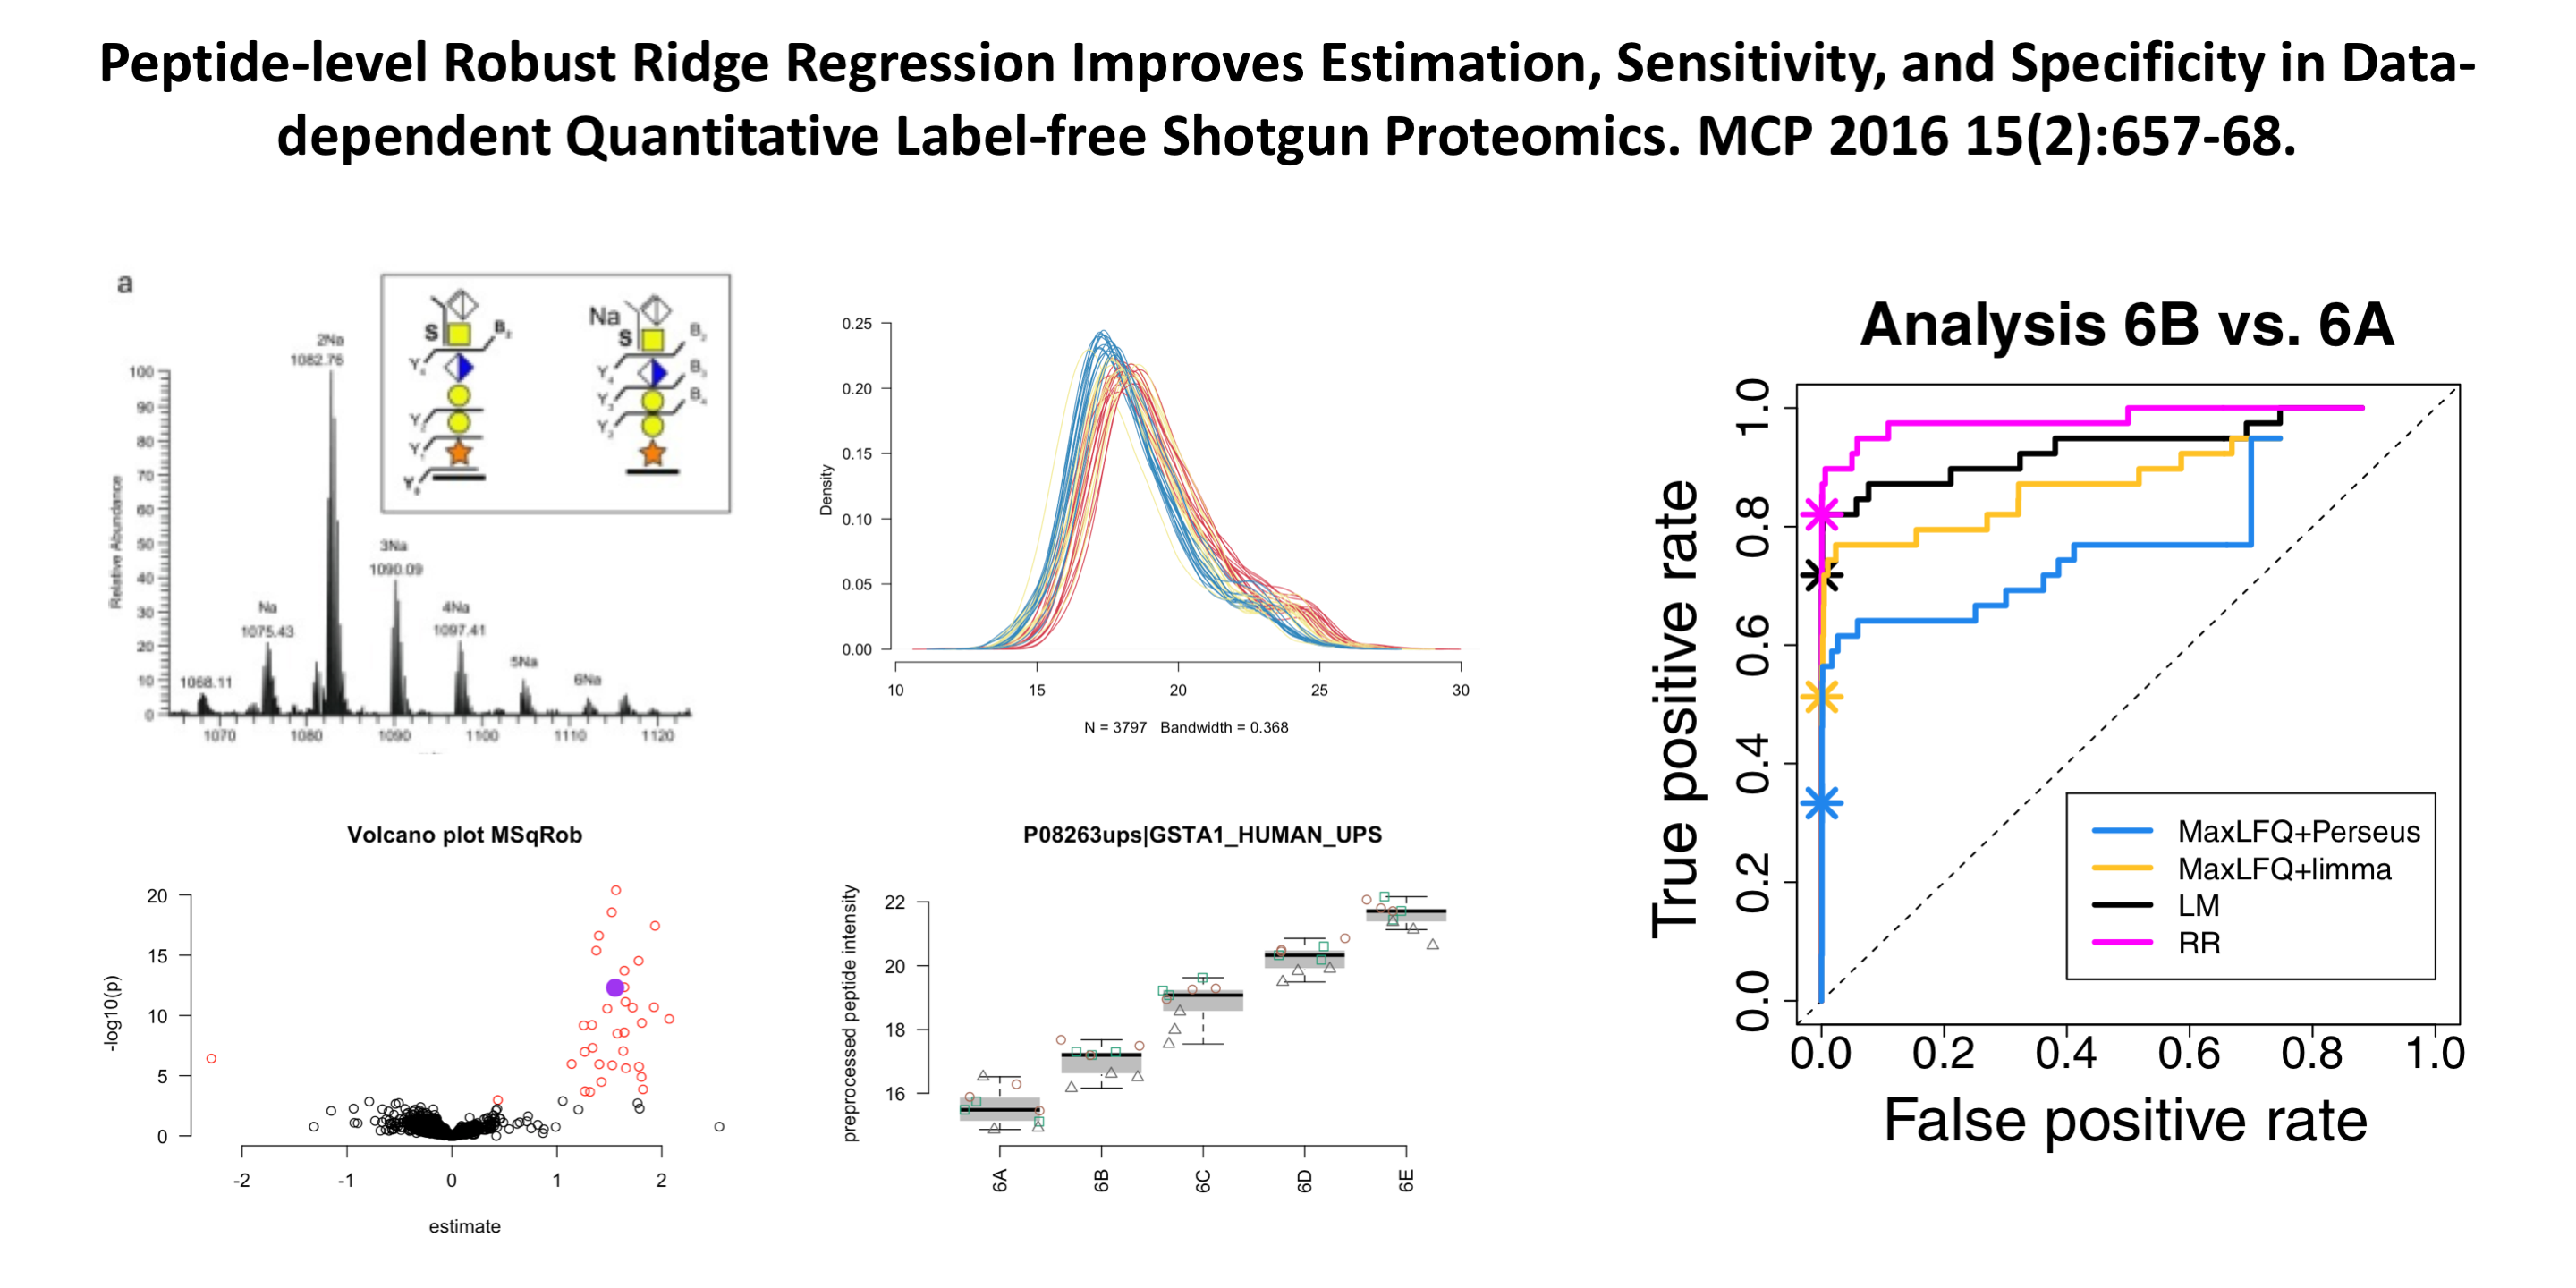 Peptide-level Robust Ridge Regression Improves Estimation, Sensitivity, and Specificity in Data-
dependent Quantitative Label-free Shotgun Proteomics. MCP 2016 15(2):657-68.
a
Relative Abundance
100
90
80
70
60
50
40
30
20
10
0
1068.11
Na
1075.43
2Na
1082.76
3Na
1090.09
4Na
1097.41
5Na
6Na
1070
1080
1090
1100
1110
1120
S
B
Y
Y
Y
Y
Na
S
B
B
B
Y
Y
Y
Density
0.25
0.20
0.15
0.10
0.05
0.00
10
15
20
25
30
N = 3797 Bandwidth = 0.368
Volcano plot MSqRob
-log10(p)
20
15
10
5
0
-2
-1
0
1
2
estimate
P08263ups|GSTA1_HUMAN_UPS
preprocessed peptide intensity
22
20
18
16
6A
6B
6C
6D
6E
Analysis 6B vs. 6A
True positive rate
1.0
0.8
0.6
0.4
0.2
0.0
0.0
0.2
0.4
0.6
0.8
1.0
False positive rate
MaxLFQ+Perseus
MaxLFQ+limma
LM
RR